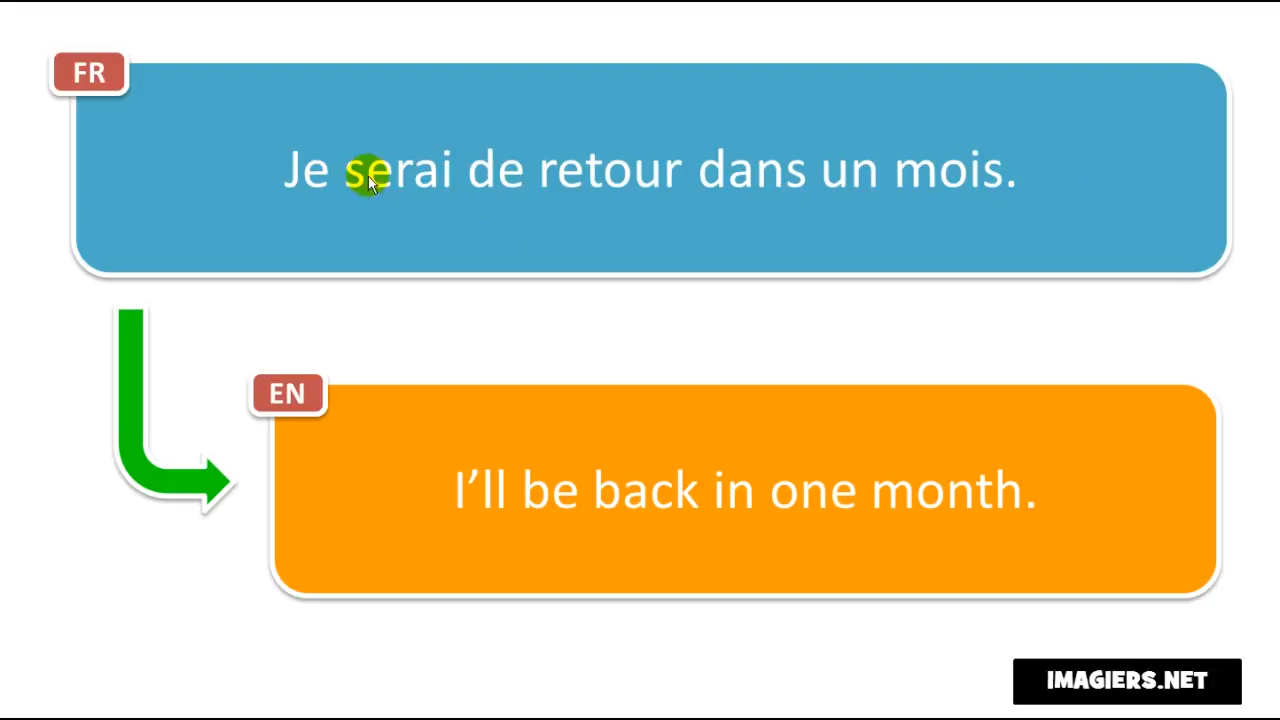 FR
Je serai de retour dans un mois.
EN
I’ll be back in one month.
IMAGIERS.NET